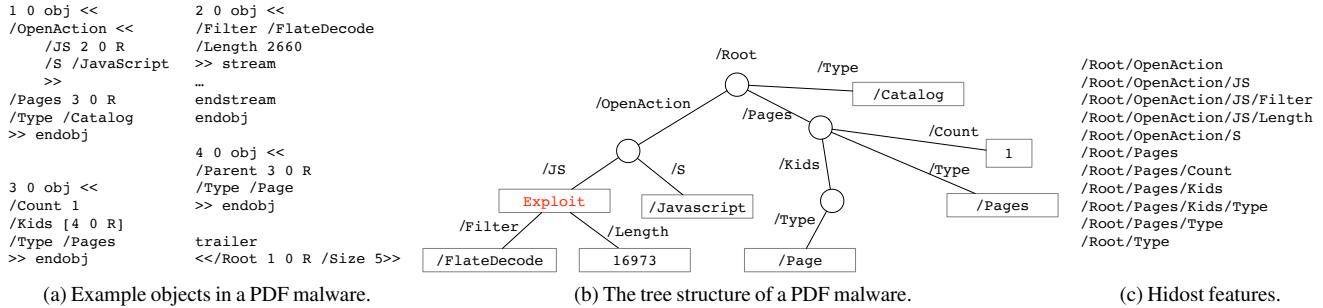 1 0 obj <<
/OpenAction <<
/JS 2 0 R
/S /JavaScript
>>
/Pages 3 0 R
/Type /Catalog
>> endobj
3 0 obj <<
/Count 1
/Kids [4 0 R]
/Type /Pages
>> endobj
2 0 obj <<
/Filter /FlateDecode
/Length 2660
>> stream
…
endstream
endobj
4 0 obj <<
/Parent 3 0 R
/Type /Page
>> endobj
trailer
<</Root 1 0 R /Size 5>>
(a) Example objects in a PDF malware.
/Root
/Type
/Catalog
/OpenAction
/Pages
/Count
1
/JS
/S
/Kids
/Type
Exploit
/Javascript
/Pages
/Filter
/Length
/Type
/FlateDecode
16973
/Page
(b) The tree structure of a PDF malware.
/Root/OpenAction
/Root/OpenAction/JS
/Root/OpenAction/JS/Filter
/Root/OpenAction/JS/Length
/Root/OpenAction/S
/Root/Pages
/Root/Pages/Count
/Root/Pages/Kids
/Root/Pages/Kids/Type
/Root/Pages/Type
/Root/Type
(c) Hidost features.